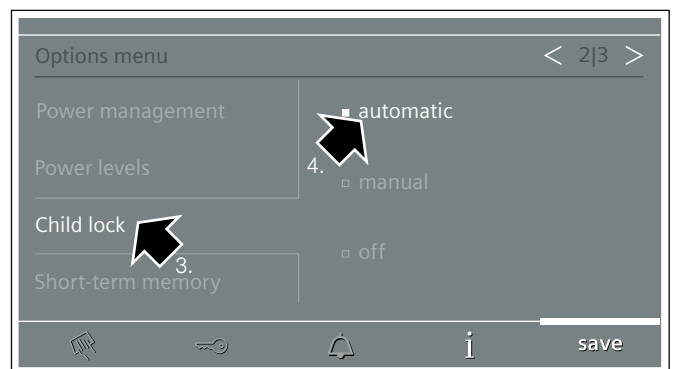 Options menu < 2|3 >
Power management
automatic
Power levels
4.
manual
Child lock
3.
off
Short-term memory
i
save